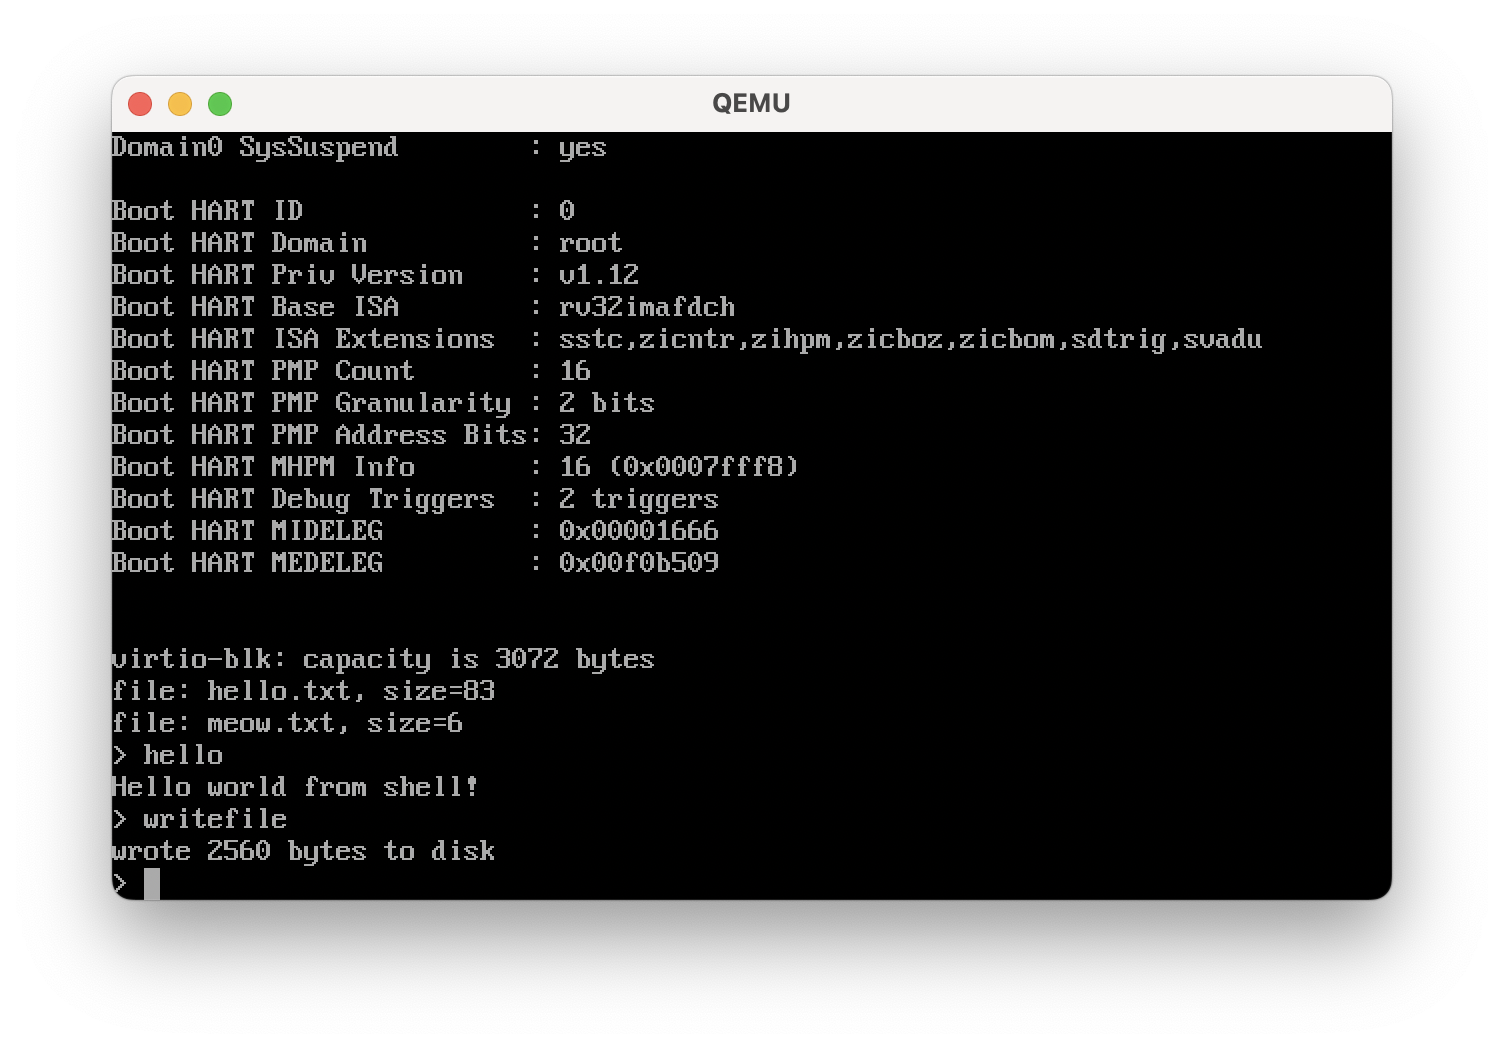 QEMU
Domain0 SysSuspend          : yes
Boot HART ID                : 0
Boot HART Domain            : root
Boot HART Priv Version      : v1.12
Boot HART Base ISA          : rv32imafdch
Boot HART ISA Extensions    : sstc,zicntr,zihpm,zicboz,zicbom,sdtrig,svadu
Boot HART PMP Count         : 16
Boot HART PMP Granularity   : 2 bits
Boot HART PMP Address Bits: 32
Boot HART MHPM Info         : 16 (0x0007fff8)
Boot HART Debug Triggers    : 2 triggers
Boot HART MIDELEG           : 0x00001666
Boot HART MEDELEG           : 0x00f0b509
virtio-blk: capacity is 3072 bytes
file: hello.txt, size=83
file: meow.txt, size=6
> hello
Hello world from shell!
> writefile
wrote 2560 bytes to disk
>